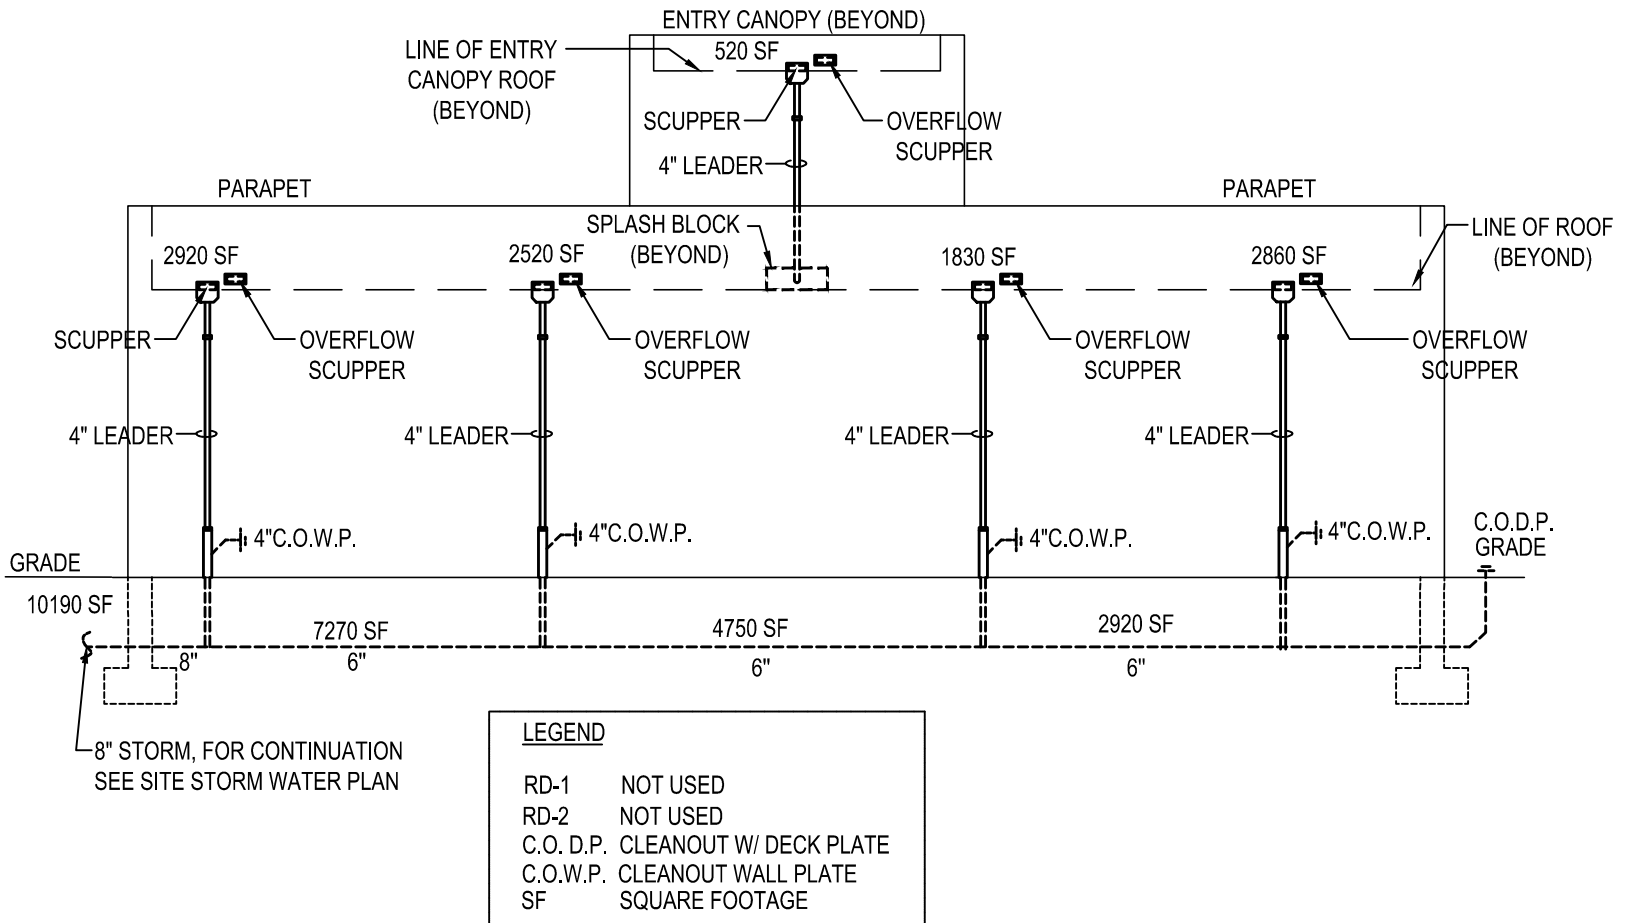 ENTRY CANOPY (BEYOND)
LINE OF ENTRY
CANOPY ROOF
(BEYOND)
520 SF
SCUPPER
OVERFLOW
SCUPPER
4" LEADER
PARAPET
PARAPET
SPLASH BLOCK
(BEYOND)
LINE OF ROOF
(BEYOND)
2920 SF
2520 SF
1830 SF
2860 SF
SCUPPER
OVERFLOW
SCUPPER
OVERFLOW
SCUPPER
OVERFLOW
SCUPPER
OVERFLOW
SCUPPER
4" LEADER
4" LEADER
4" LEADER
4" LEADER
4"C.O.W.P.
4"C.O.W.P.
4"C.O.W.P.
4"C.O.W.P.
C.O.D.P.
GRADE
GRADE
10190 SF
7270 SF
4750 SF
2920 SF
8"
6"
6"
6"
8" STORM, FOR CONTINUATION
SEE SITE STORM WATER PLAN
LEGEND
RD-1 NOT USED
RD-2 NOT USED
C.O. D.P. CLEANOUT W/ DECK PLATE
C.O.W.P. CLEANOUT WALL PLATE
SF SQUARE FOOTAGE